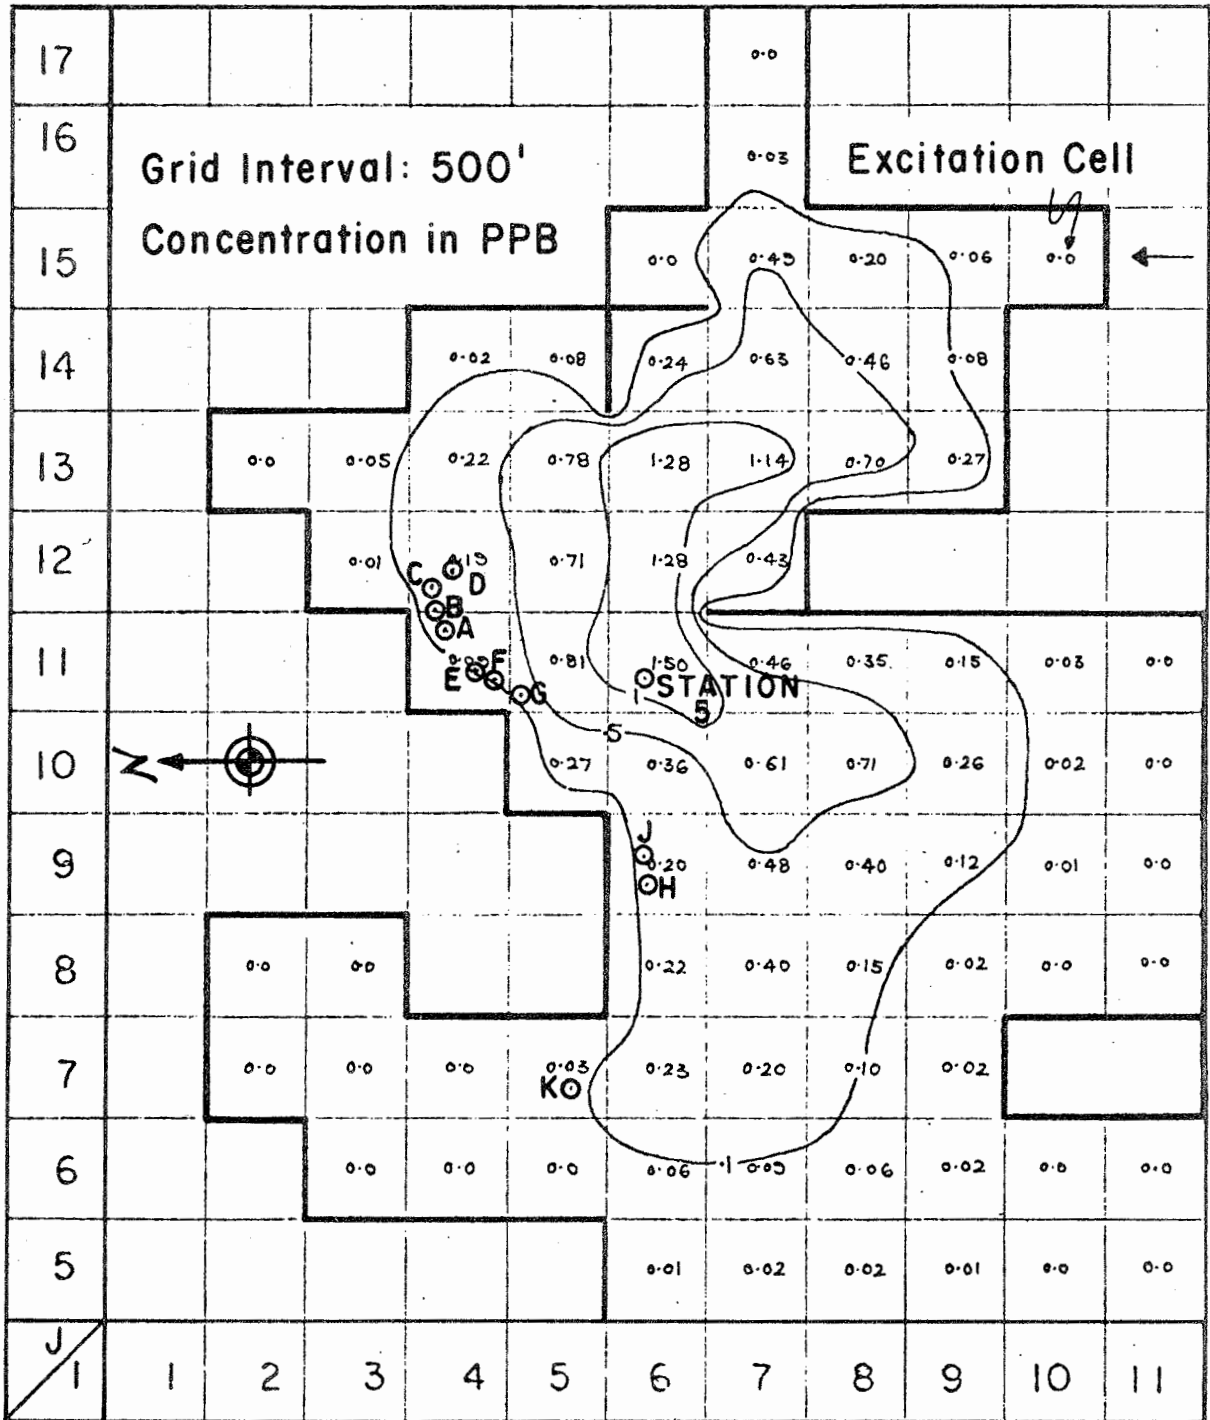 17 0.0
16 0.03
Grid Interval: 500' Excitation Cell
Concentration in PPB
15 0.0 0.45 0.20 0.06 0.0
14 0.02 0.08 0.24 0.63 0.46 0.08
13 0.0 0.05 0.22 0.78 1.28 1.14 0.70 0.27
12 0.01 0.71 1.28 0.43
C D
B
A
11 0.81 1.50 0.46 0.35 0.15 0.03 0.0
E F G 1 STATION
5
.5
10 N 0.27 0.36 0.61 0.71 0.26 0.02 0.0
J
9 0.20 0.48 0.40 0.12 0.01 0.0
H
8 0.0 0.0 0.22 0.40 0.15 0.02 0.0 0.0
7 0.0 0.0 0.0 0.03 0.23 0.20 0.10 0.02
K
6 0.0 0.0 0.0 0.06 .1 0.09 0.06 0.02 0.0 0.0
5 0.01 0.02 0.02 0.01 0.0 0.0
J
I 1 2 3 4 5 6 7 8 9 10 11